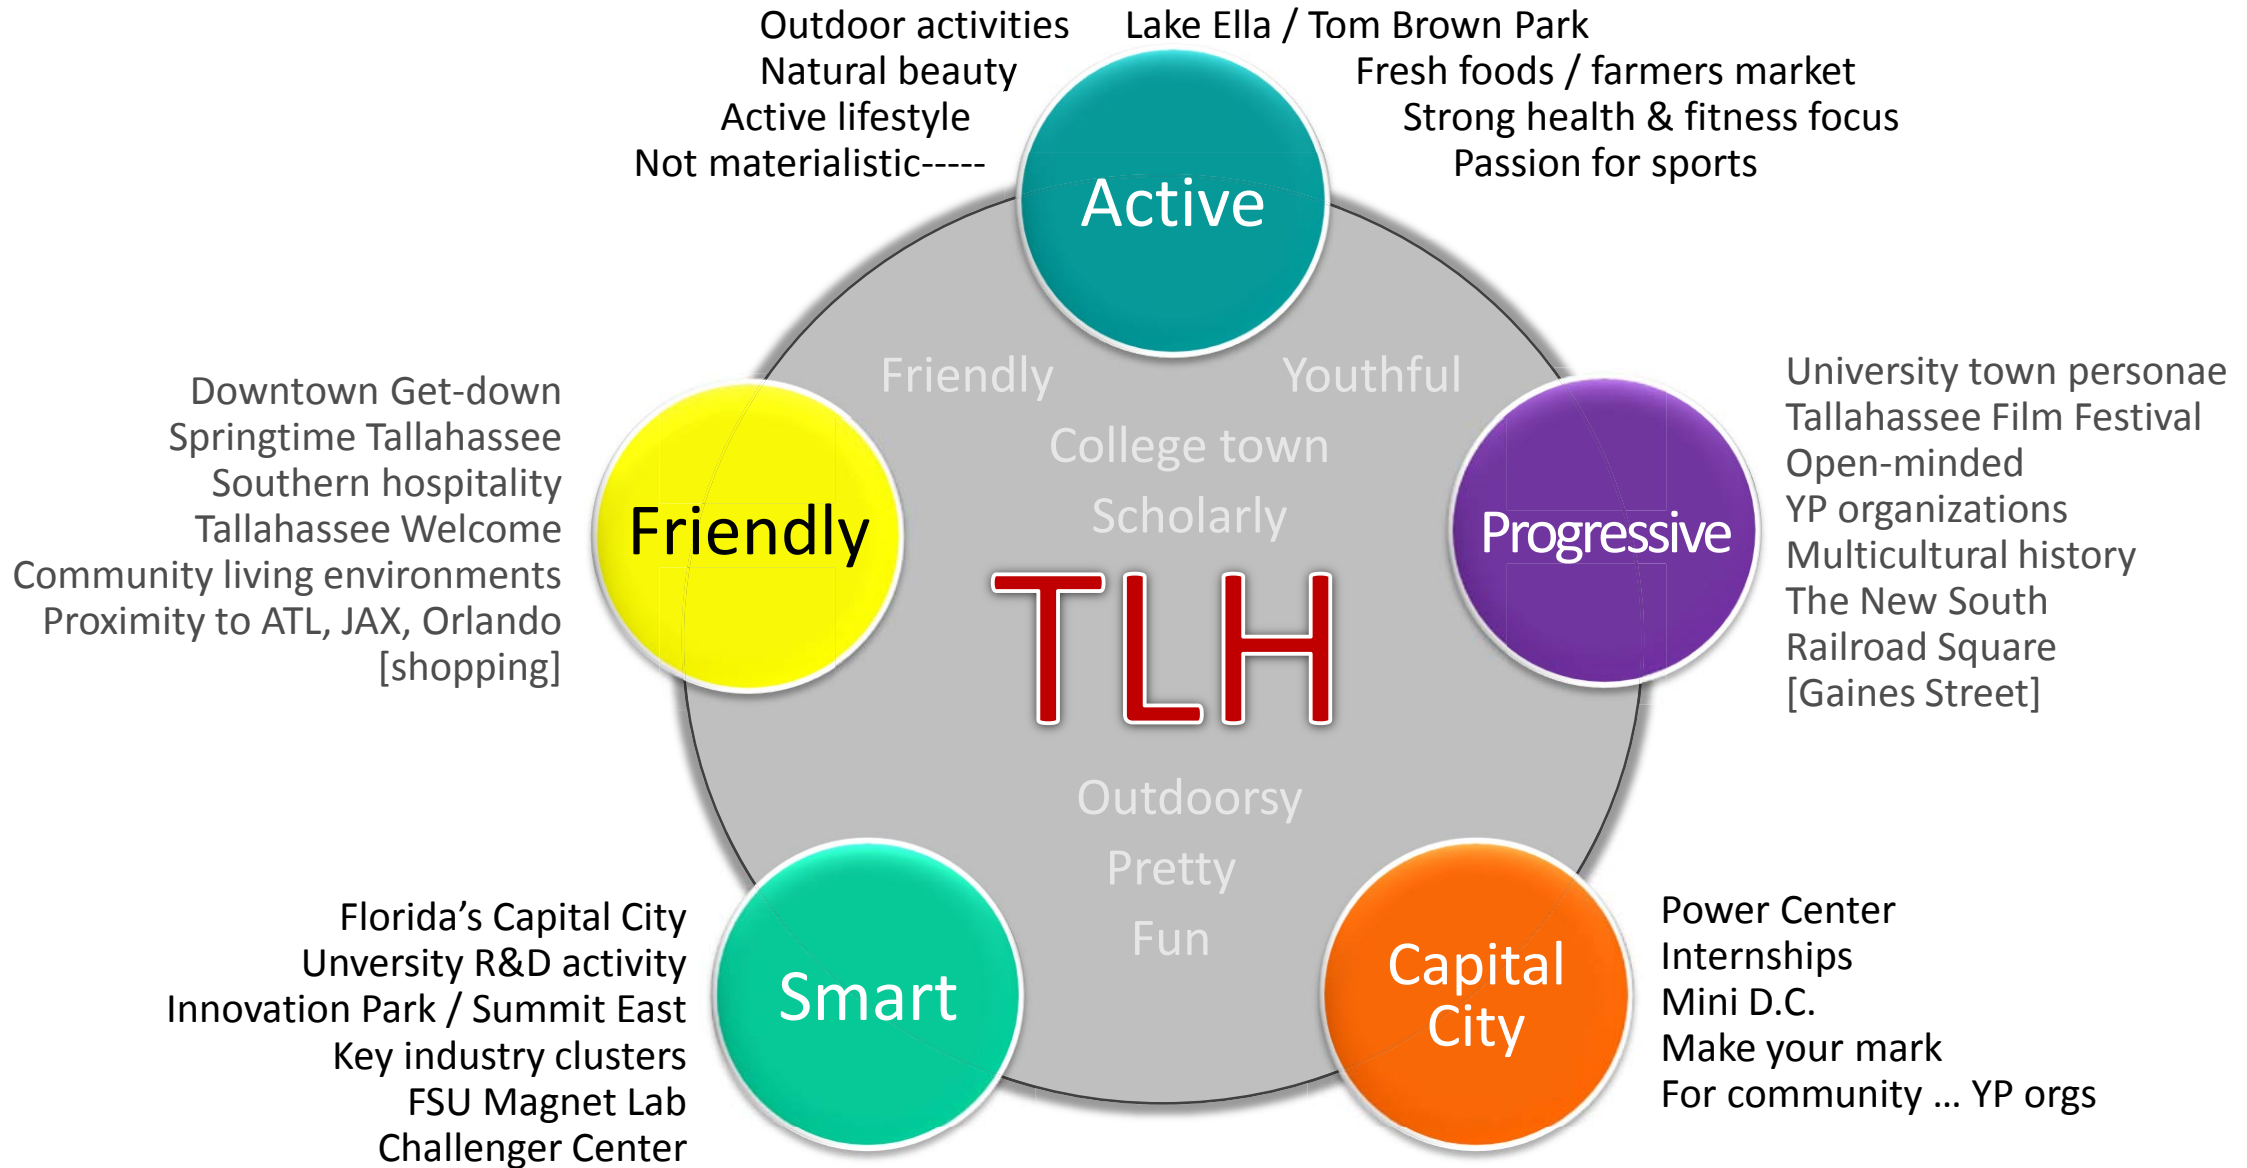 Outdoor activities
Natural beauty
Active lifestyle
Not materialistic-----
Lake Ella / Tom Brown Park
Fresh foods / farmers market
Strong health & fitness focus
Passion for sports
Active
Downtown Get-down
Springtime Tallahassee
Southern hospitality
Tallahassee Welcome
Community living environments
Proximity to ATL, JAX, Orlando
[shopping]
Friendly
Friendly
Youthful
College town
Scholarly
TLH
Outdoorsy
Pretty
Fun
Progressive
University town personae
Tallahassee Film Festival
Open-minded
YP organizations
Multicultural history
The New South
Railroad Square
[Gaines Street]
Florida’s Capital City
Unversity R&D activity
Innovation Park / Summit East
Key industry clusters
FSU Magnet Lab
Challenger Center
Smart
Capital
City
Power Center
Internships
Mini D.C.
Make your mark
For community … YP orgs